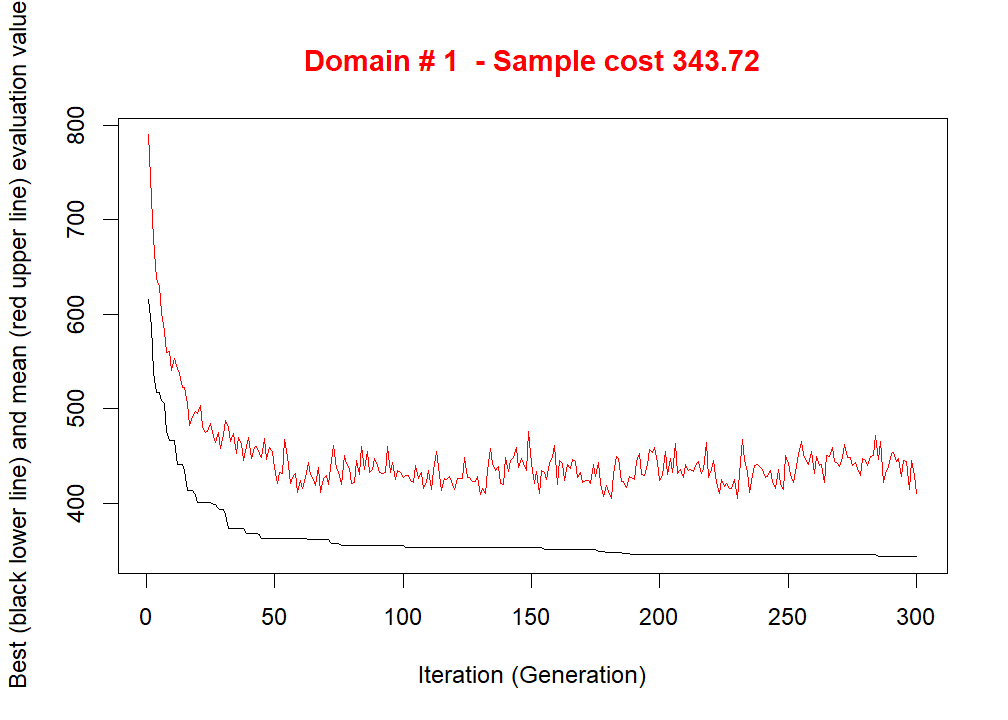 Domain # 1 - Sample cost 343.72
Best (black lower line) and mean (red upper line) evaluation value
800
700
600
500
400
0 50 100 150 200 250 300
Iteration (Generation)